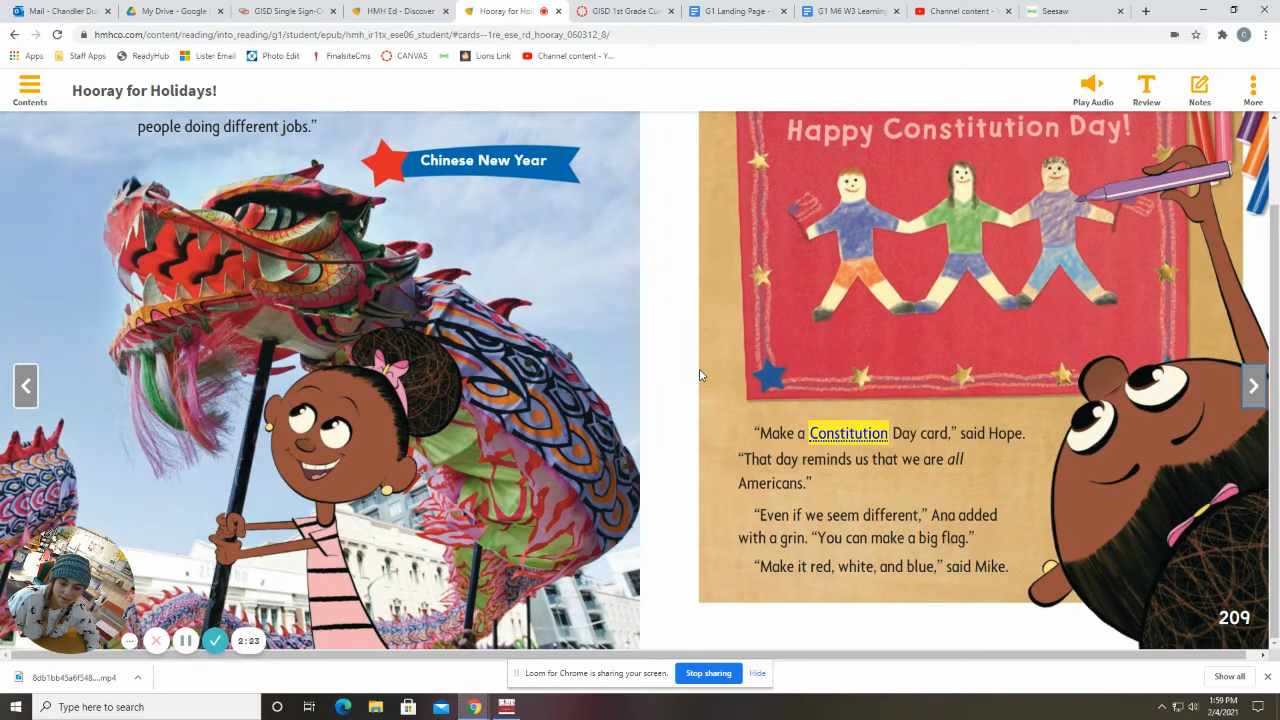 Mail - Chandler Du
My Drive - Google
GISD Single Sign-O
HMH Ed - Discover
Hooray for Holi
GISD 1st Grade Cur
G1 Landing Page -
G1 M6 W3 Learning
Channel content - Y
Seesaw
hmhco.com/content/reading/into_reading/g1/student/epub/hmh_ir1tx_ese06_student/#cards--1re_ese_rd_hooray_060312_8/
Apps
Staff Apps
ReadyHub
Lister Email
Photo Edit
FinalsiteCms
CANVAS
Lions Link
Channel content - Y...
Contents
Hooray for Holidays!
Play Audio
Review
Notes
More
people doing different jobs.”
Chinese New Year
Happy Constitution Day!
“Make a Constitution Day card,” said Hope.
“That day reminds us that we are all
Americans.”
“Even if we seem different,” Ana added
with a grin. “You can make a big flag.”
“Make it red, white, and blue,” said Mike.
209
2:23
8db1bb45a6f548....mp4
Loom for Chrome is sharing your screen.
Stop sharing
Hide
Show all
Type here to search
1:59 PM
2/4/2021